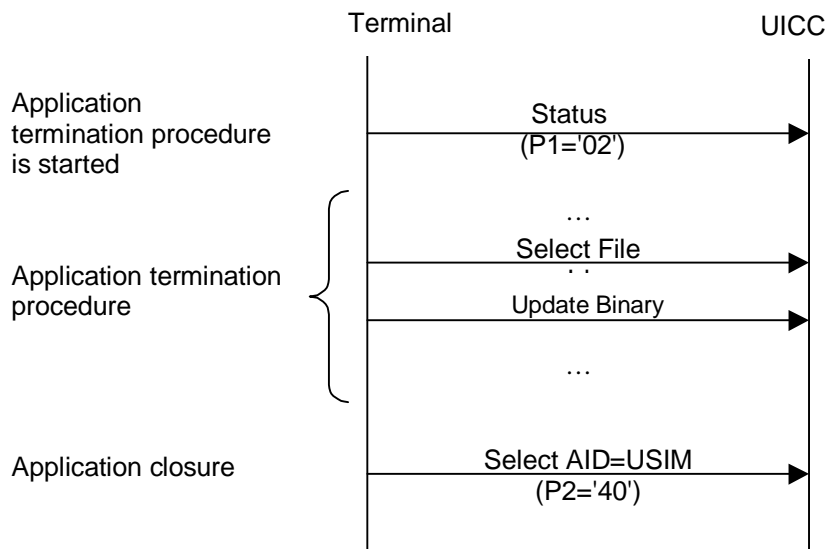 Terminal
UICC
Application
termination procedure
is started
Status
(P1='02')
...
Select File
. .
Application termination
procedure
Update Binary
...
Application closure
Select AID=USIM
(P2='40')